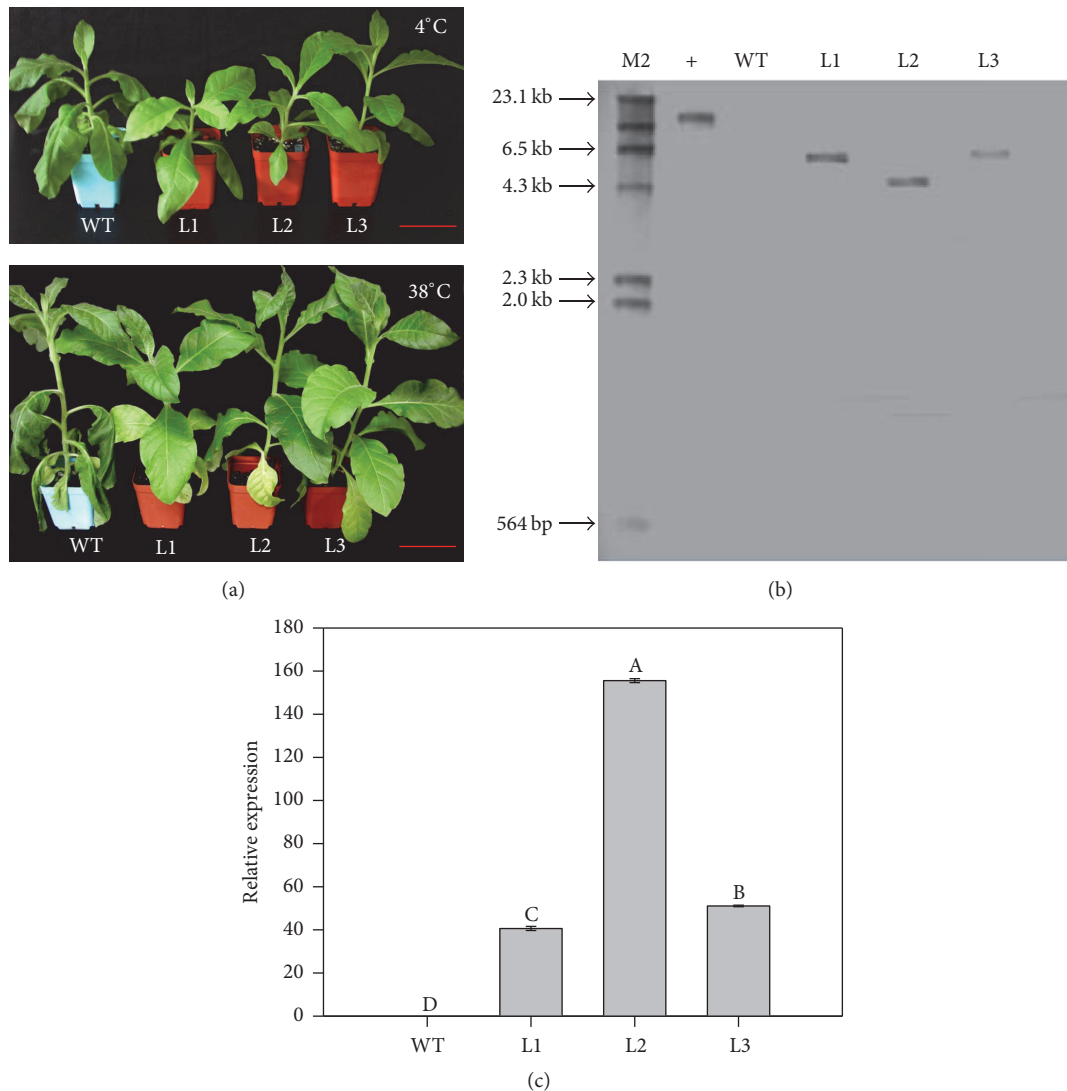 4°C
WT L1 L2 L3
38°C
WT L1 L2 L3
(a)
M2 + WT L1 L2 L3
23.1 kb
6.5 kb
4.3 kb
2.3 kb
2.0 kb
564 bp
(b)
Relative expression
180
160
140
120
100
80
60
40
20
0
D C A B
WT L1 L2 L3
(c)